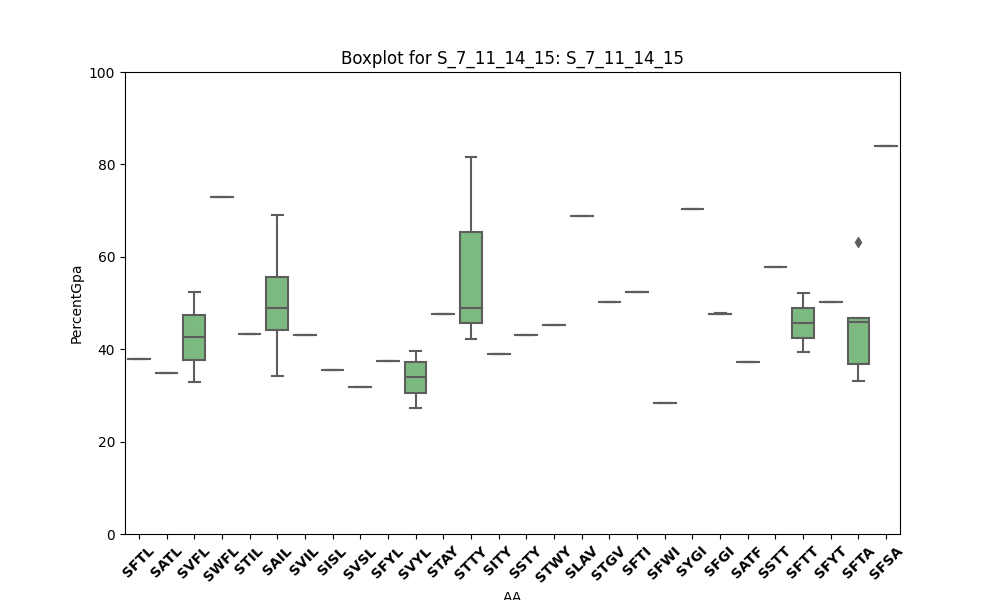 Boxplot for S_7_11_14_15: S_7_11_14_15
PercentGpa
100
80
60
40
20
0
SFTL SATL SVFL SWFL STIL SAIL SVIL SISL SVSL SFYL SVYL STAY STTY SITY SSTY STWY SLAV STGV SFTI SFWI SYGI SFGI SATF SSTT SFTT SFYT SFTA SFSA
AA